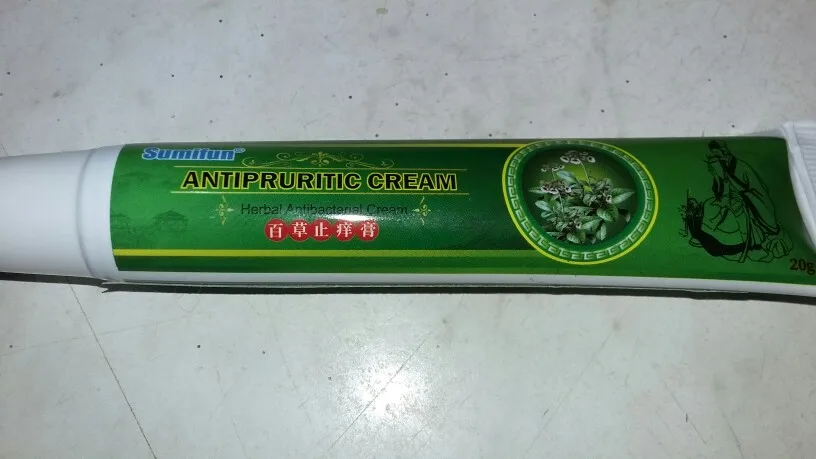 Sumifun®
ANTIPRURITIC CREAM
Herbal Antibacterial Cream
百草止痒膏
20g